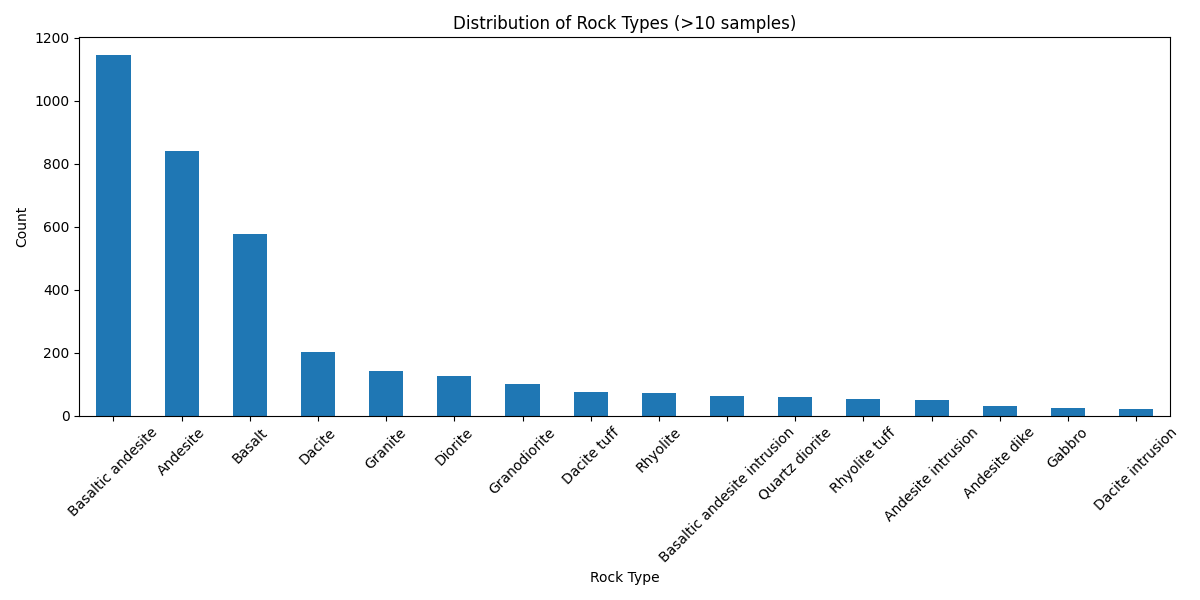 Distribution of Rock Types (>10 samples)
1200
1000
800
600
400
200
0
Count
Basaltic andesite
Andesite
Basalt
Dacite
Granite
Diorite
Granodiorite
Dacite tuff
Rhyolite
Basaltic andesite intrusion
Quartz diorite
Rhyolite tuff
Andesite intrusion
Andesite dike
Gabbro
Dacite intrusion
Rock Type